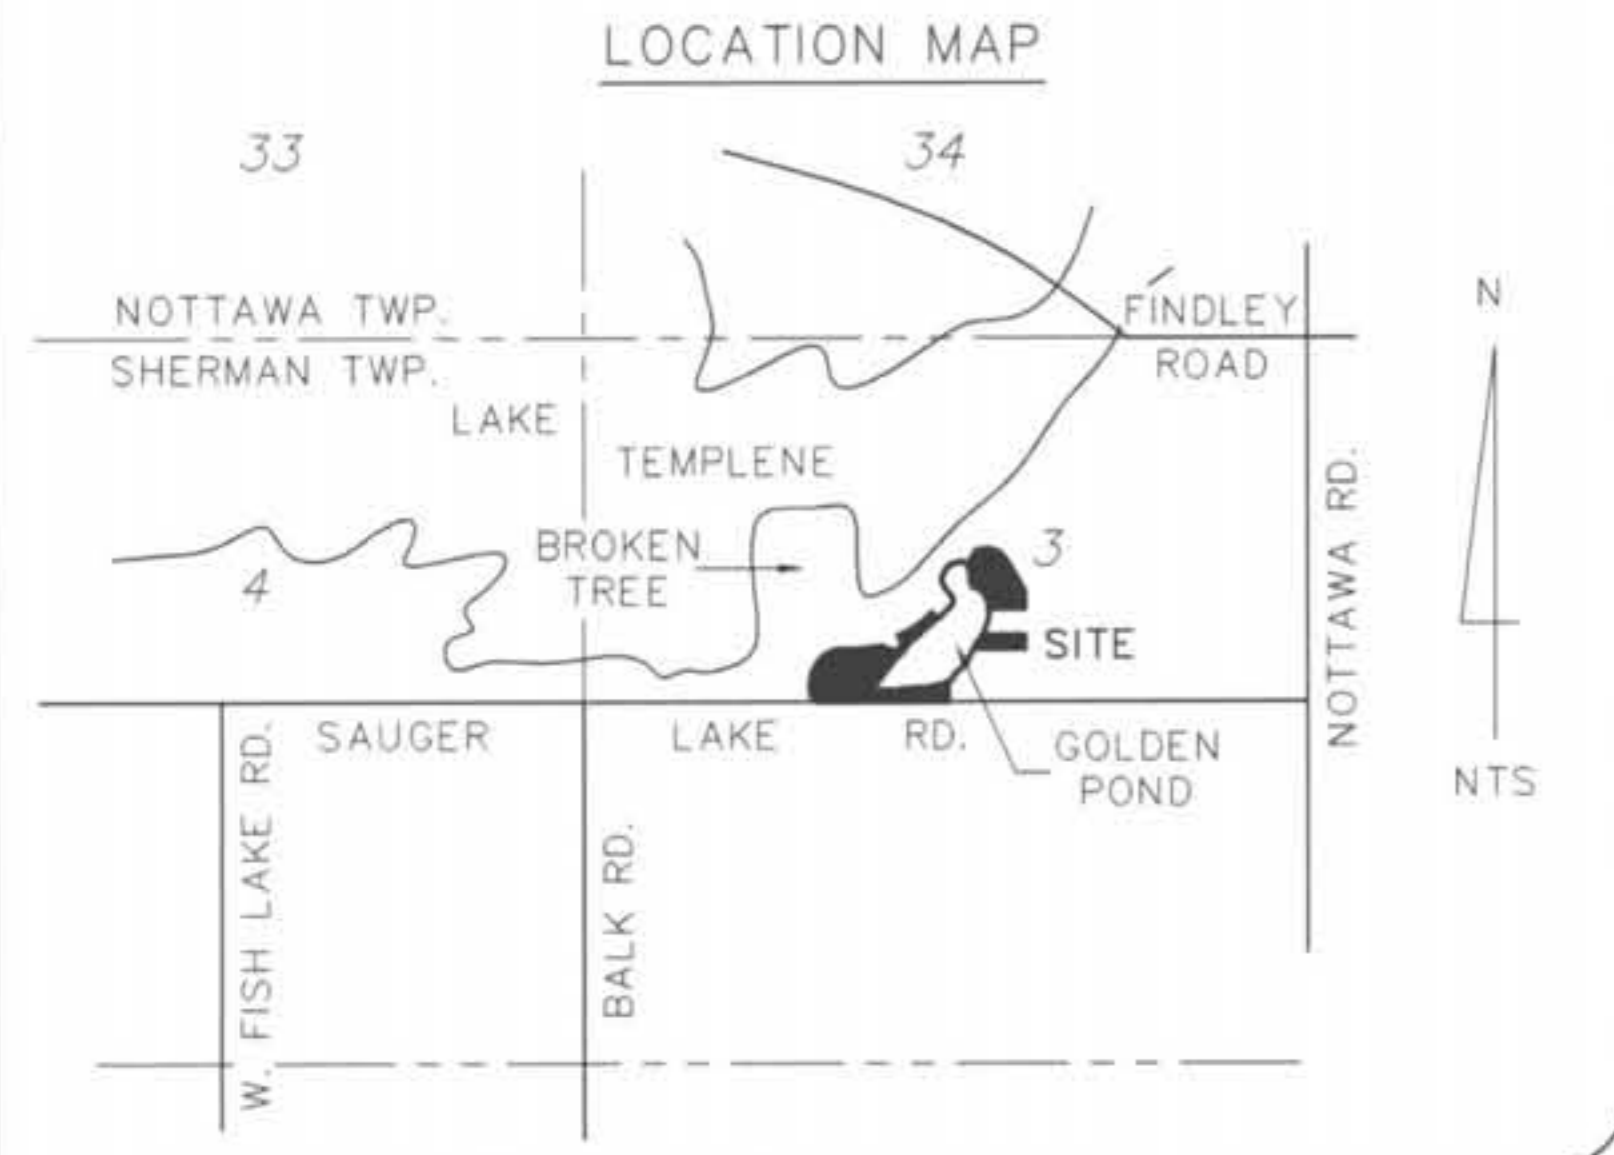 LOCATION MAP
33
34
NOTTAWA TWP.
SHERMAN TWP.
FINDLEY
ROAD
N
LAKE
TEMPLENE
BROKEN
TREE
3
4
SITE
NOTTAWA RD.
SAUGER LAKE RD.
GOLDEN
POND
NTS
W. FISH LAKE RD.
BALK RD.